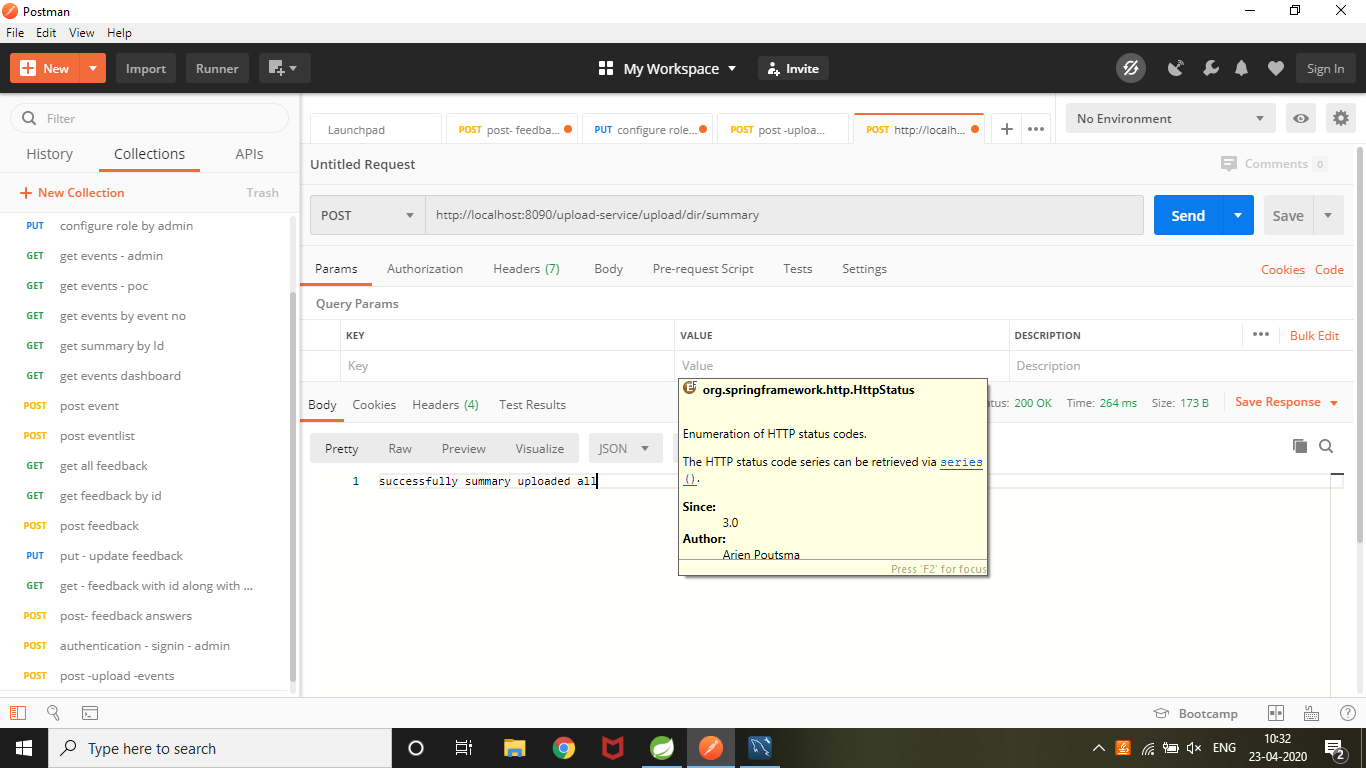 Postman
File Edit View Help
New Import Runner My Workspace Invite Sign In
Filter
History Collections APIs
New Collection Trash
PUT configure role by admin
GET get events - admin
GET get events - poc
GET get events by event no
GET get summary by Id
GET get events dashboard
POST post event
POST post eventlist
GET get all feedback
GET get feedback by id
POST post feedback
PUT put - update feedback
GET get - feedback with id along with ...
POST post- feedback answers
POST authentication - signin - admin
POST post -upload -events
Launchpad POST post- feedba... PUT configure role... POST post -uploa... POST http://localh... No Environment
Untitled Request Comments 0
POST http://localhost:8090/upload-service/upload/dir/summary Send Save
Params Authorization Headers (7) Body Pre-request Script Tests Settings Cookies Code
Query Params
KEY VALUE DESCRIPTION Bulk Edit
Key Value Description
Body Cookies Headers (4) Test Results tus: 200 OK Time: 264 ms Size: 173 B Save Response
Pretty Raw Preview Visualize JSON
1 successfully summary uploaded all
org.springframework.http.HttpStatus
Enumeration of HTTP status codes.
The HTTP status code series can be retrieved via series
().
Since:
3.0
Author:
Arjen Poutsma
Press 'F2' for focus
Bootcamp
Type here to search
ENG
10:32
23-04-2020
2